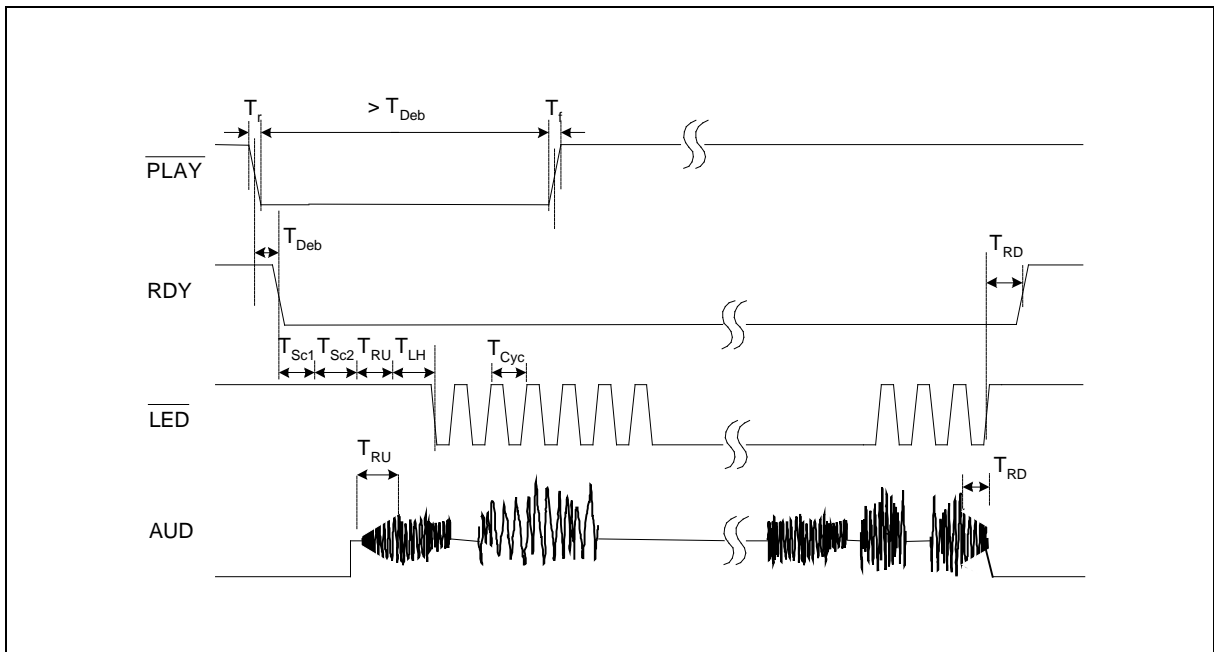 T_r > T_Deb T_f
PLAY
T_Deb
T_RD
RDY
T_Sc1 T_Sc2 T_RU T_LH T_Cyc
LED
T_RU
T_RD
AUD